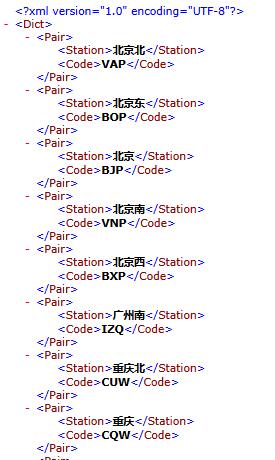 <?xml version="1.0" encoding="UTF-8"?>
- <Dict>
- <Pair>
<Station>北京北</Station>
<Code>VAP</Code>
</Pair>
- <Pair>
<Station>北京东</Station>
<Code>BOP</Code>
</Pair>
- <Pair>
<Station>北京</Station>
<Code>BJP</Code>
</Pair>
- <Pair>
<Station>北京南</Station>
<Code>VNP</Code>
</Pair>
- <Pair>
<Station>北京西</Station>
<Code>BXP</Code>
</Pair>
- <Pair>
<Station>广州南</Station>
<Code>IZQ</Code>
</Pair>
- <Pair>
<Station>重庆北</Station>
<Code>CUW</Code>
</Pair>
- <Pair>
<Station>重庆</Station>
<Code>CQW</Code>
</Pair>